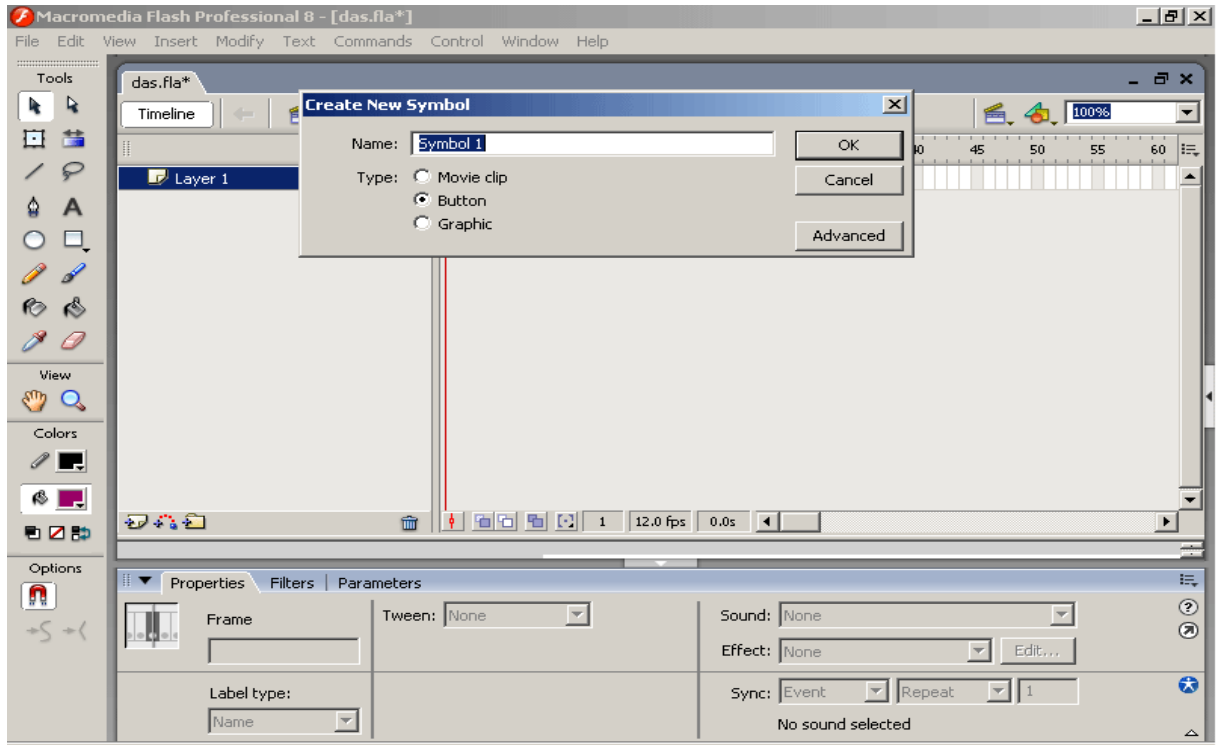 Macromedia Flash Professional 8 - [das.fla*]
File Edit View Insert Modify Text Commands Control Window Help
Tools
das.fla*
Timeline
100%
Create New Symbol
Name: Symbol 1
OK
Type: Movie clip
Cancel
Button
Graphic
Advanced
Layer 1
45 50 55 60
A
View
Colors
1 12.0 fps 0.0s
Options
Properties Filters | Parameters
Frame
Tween: None
Sound: None
Effect: None Edit...
Label type:
Name
Sync: Event Repeat 1
No sound selected